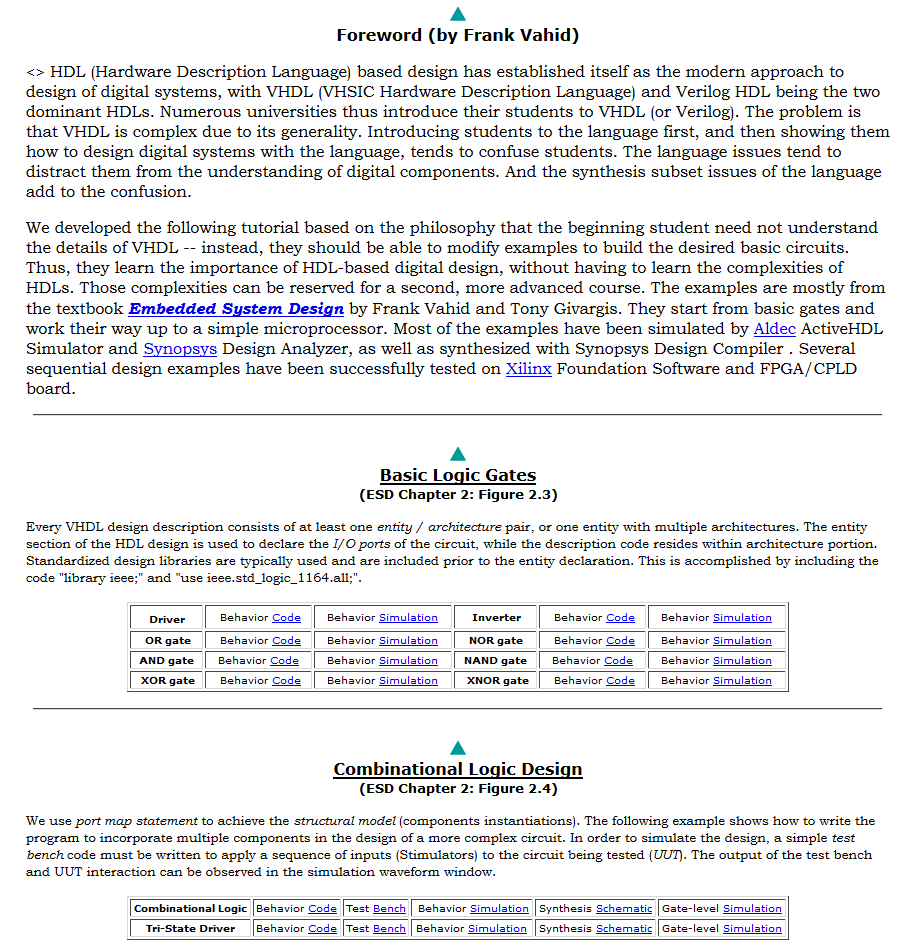 Foreword (by Frank Vahid)
<> HDL (Hardware Description Language) based design has established itself as the modern approach to
design of digital systems, with VHDL (VHSIC Hardware Description Language) and Verilog HDL being the two
dominant HDLs. Numerous universities thus introduce their students to VHDL (or Verilog). The problem is
that VHDL is complex due to its generality. Introducing students to the language first, and then showing them
how to design digital systems with the language, tends to confuse students. The language issues tend to
distract them from the understanding of digital components. And the synthesis subset issues of the language
add to the confusion.
We developed the following tutorial based on the philosophy that the beginning student need not understand
the details of VHDL -- instead, they should be able to modify examples to build the desired basic circuits.
Thus, they learn the importance of HDL-based digital design, without having to learn the complexities of
HDLs. Those complexities can be reserved for a second, more advanced course. The examples are mostly from
the textbook Embedded System Design by Frank Vahid and Tony Givargis. They start from basic gates and
work their way up to a simple microprocessor. Most of the examples have been simulated by Aldec ActiveHDL
Simulator and Synopsys Design Analyzer, as well as synthesized with Synopsys Design Compiler . Several
sequential design examples have been successfully tested on Xilinx Foundation Software and FPGA/CPLD
board.
Basic Logic Gates
(ESD Chapter 2: Figure 2.3)
Every VHDL design description consists of at least one entity / architecture pair, or one entity with multiple architectures. The entity
section of the HDL design is used to declare the I/O ports of the circuit, while the description code resides within architecture portion.
Standardized design libraries are typically used and are included prior to the entity declaration. This is accomplished by including the
code "library ieee;" and "use ieee.std_logic_1164.all;".
Driver Behavior Code Behavior Simulation Inverter Behavior Code Behavior Simulation
OR gate Behavior Code Behavior Simulation NOR gate Behavior Code Behavior Simulation
AND gate Behavior Code Behavior Simulation NAND gate Behavior Code Behavior Simulation
XOR gate Behavior Code Behavior Simulation XNOR gate Behavior Code Behavior Simulation
Combinational Logic Design
(ESD Chapter 2: Figure 2.4)
We use port map statement to achieve the structural model (components instantiations). The following example shows how to write the
program to incorporate multiple components in the design of a more complex circuit. In order to simulate the design, a simple test
bench code must be written to apply a sequence of inputs (Stimulators) to the circuit being tested (UUT). The output of the test bench
and UUT interaction can be observed in the simulation waveform window.
Combinational Logic Behavior Code Test Bench Behavior Simulation Synthesis Schematic Gate-level Simulation
Tri-State Driver Behavior Code Test Bench Behavior Simulation Synthesis Schematic Gate-level Simulation